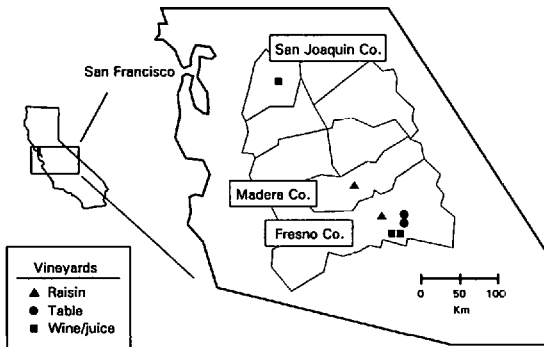 San Joaquin Co.
San Francisco
Madera Co.
Fresno Co.
Vineyards
Raisin
Table
Wine/juice
0 50 100
Km